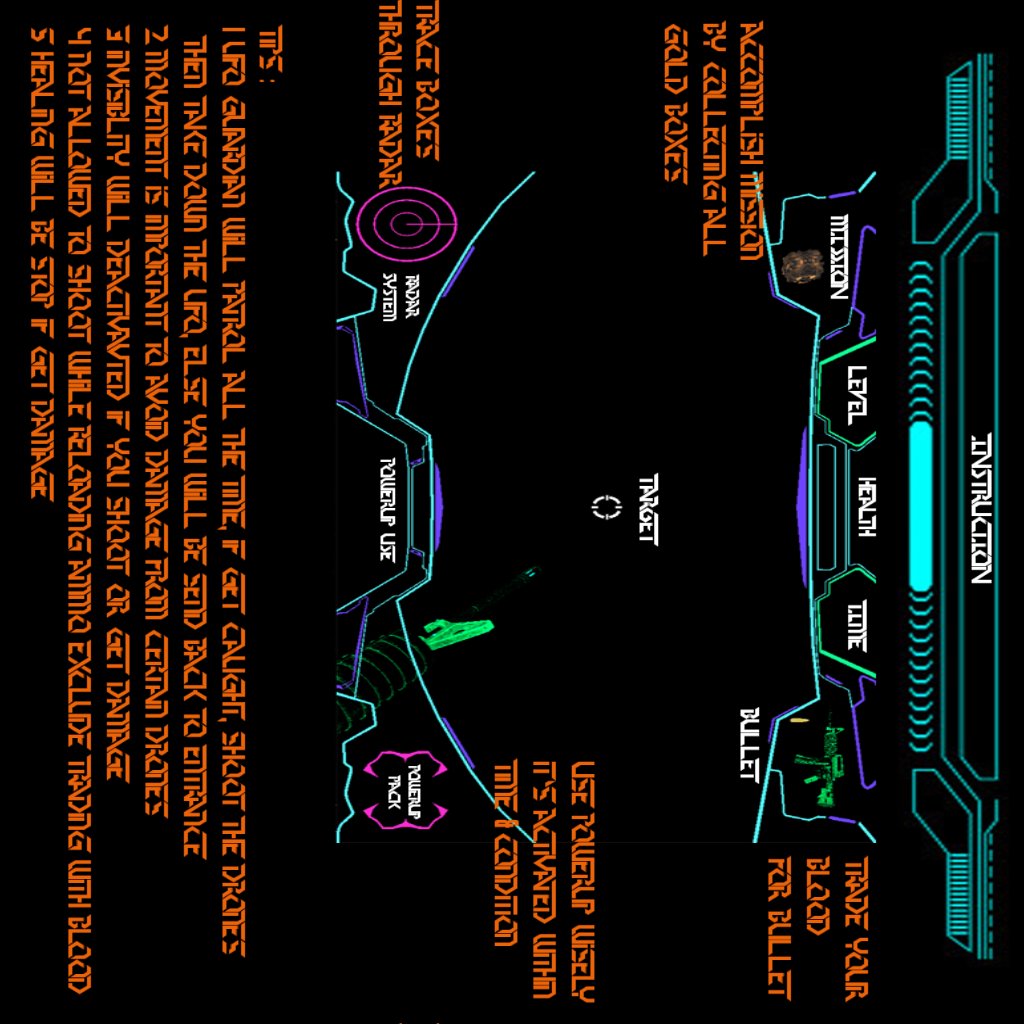 INSTRUCTION
MISSION
LEVEL
HEALTH
TIME
TRADE YOUR
BLOOD
FOR BULLET
ACCOMPLISH MISSION
BY COLLECTING ALL
GOLD BOXES
BULLET
TARGET
USE POWERUP WISELY
IT'S ACTIVATED WITHIN
TIME & CONDITION
TRACE BOXES
THROUGH RADAR
RADAR
SYSTEM
POWERUP USE
POWERUP
PACK
TIPS :
1 UFO WILL PATROL ALL THE TIME, IF GET CAUGHT, SHOOT THE DRONES
THEN TAKE DOWN THE UFO, ELSE YOU WILL BE SEND BACK TO ENTRANCE
2 MOVEMENT IS IMPORTANT TO AVOID DAMAGE FROM CERTAIN DRONES
3 INVISIBLITY WILL DEACTIVAVTED IF YOU SHOOT OR GET DAMAGE
4 NOT ALLOWED TO SHOOT WHILE RELOADING AMMO EXCLUDE TRADING WITH BLOOD
5 HEALING WILL BE STOP IF GET DAMAGE